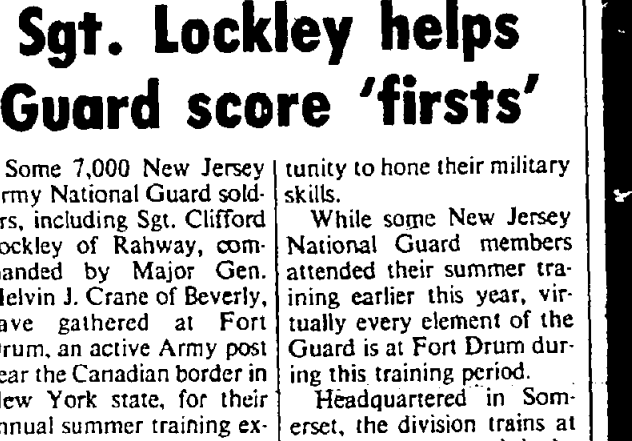 Sgt. Lockley helps
Guard score 'firsts'
Some 7,000 New Jersey
rmy National Guard sold-
rs, including Sgt. Clifford
ockley of Rahway, com-
anded by Major Gen.
elvin J. Crane of Beverly,
ave gathered at Fort
rum, an active Army post
ear the Canadian border in
ew York state, for their
nnual summer training ex-
tunity to hone their military
skills.
While some New Jersey
National Guard members
attended their summer tra-
ining earlier this year, vir-
tually every element of the
Guard is at Fort Drum dur-
ing this training period.
Headquartered in Som-
erset, the division trains at